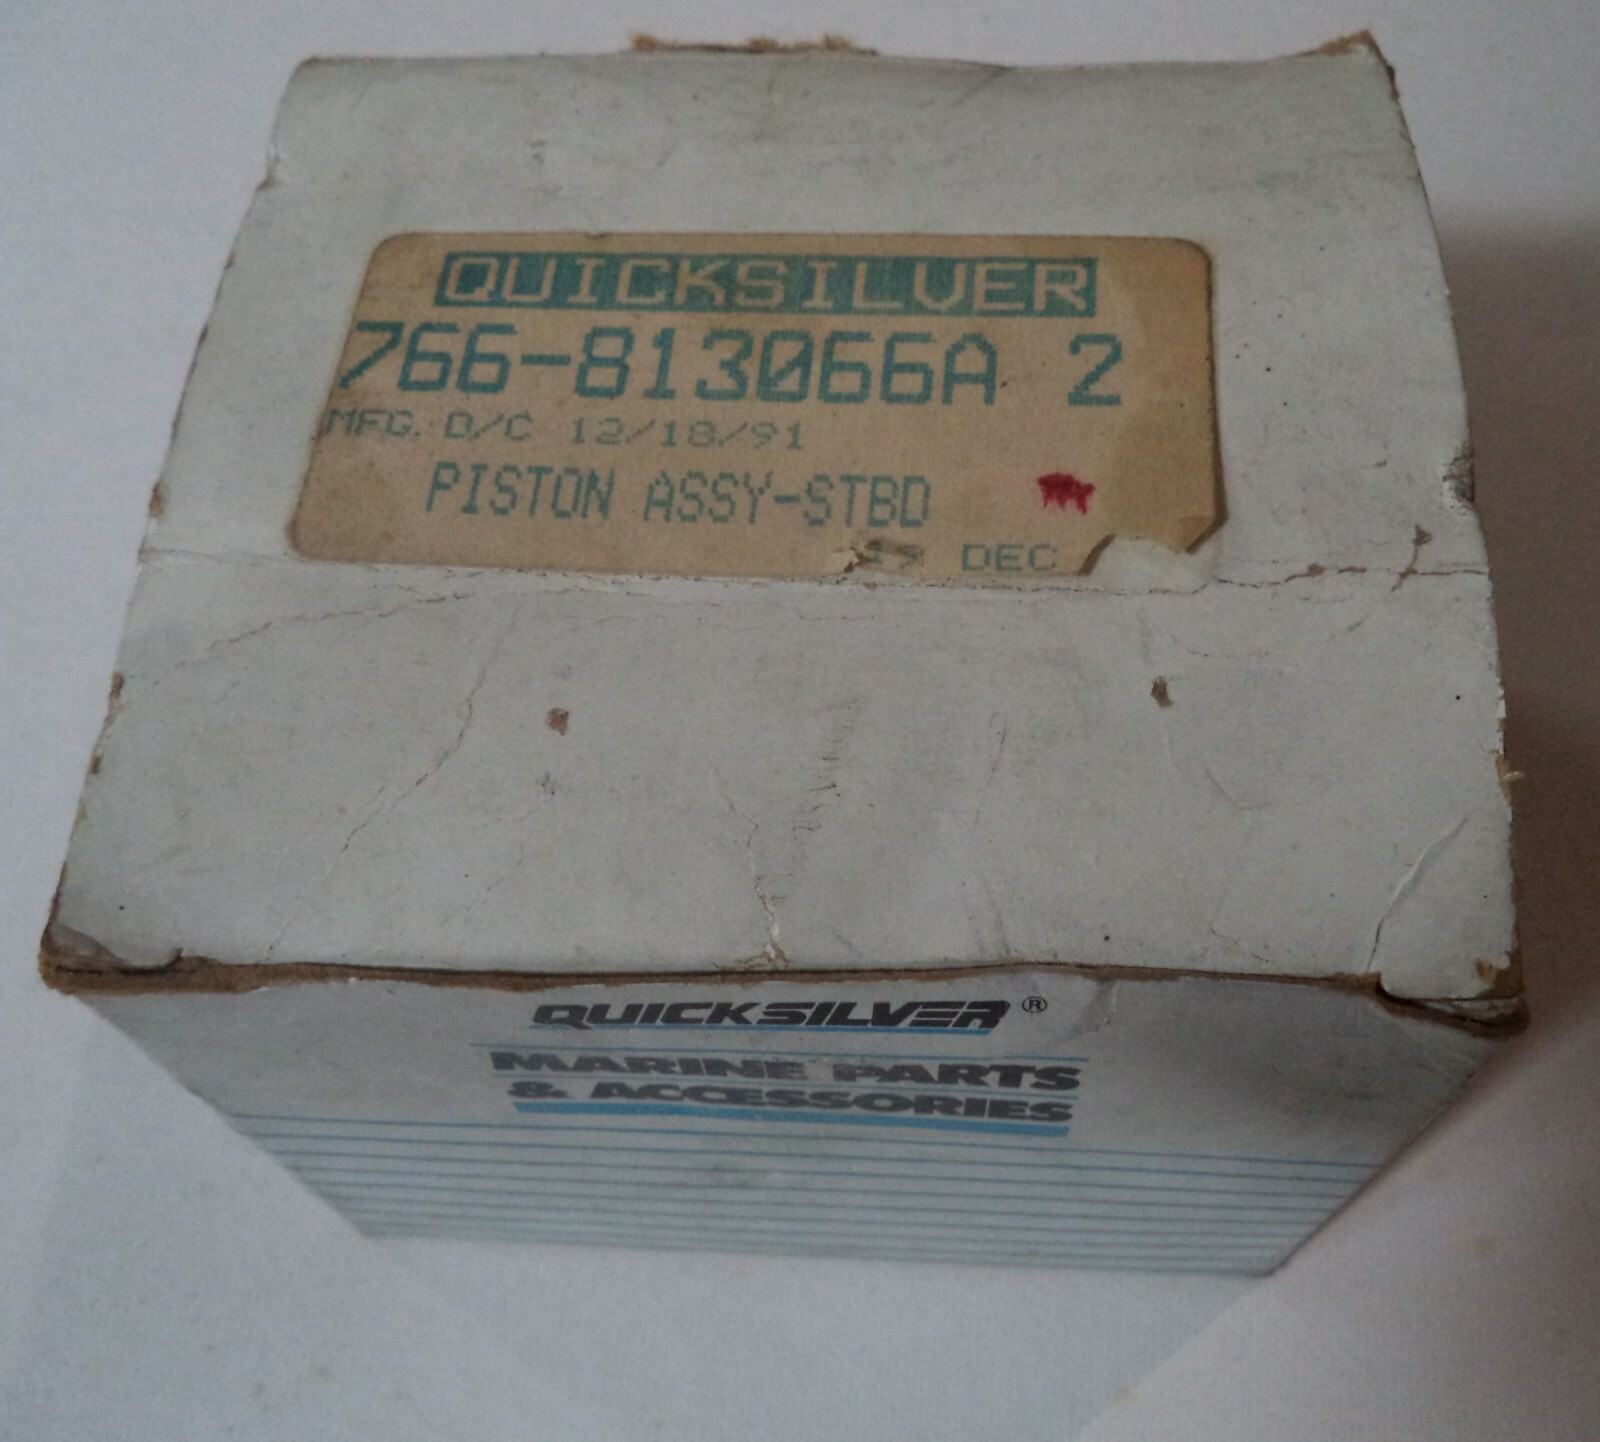 QUICKSILVER
766-813066A 2
MFG. D/C 12/18/91
PISTON ASSY-STBD
DEC
QUICKSILVER®
MARINE PARTS
& ACCESSORIES